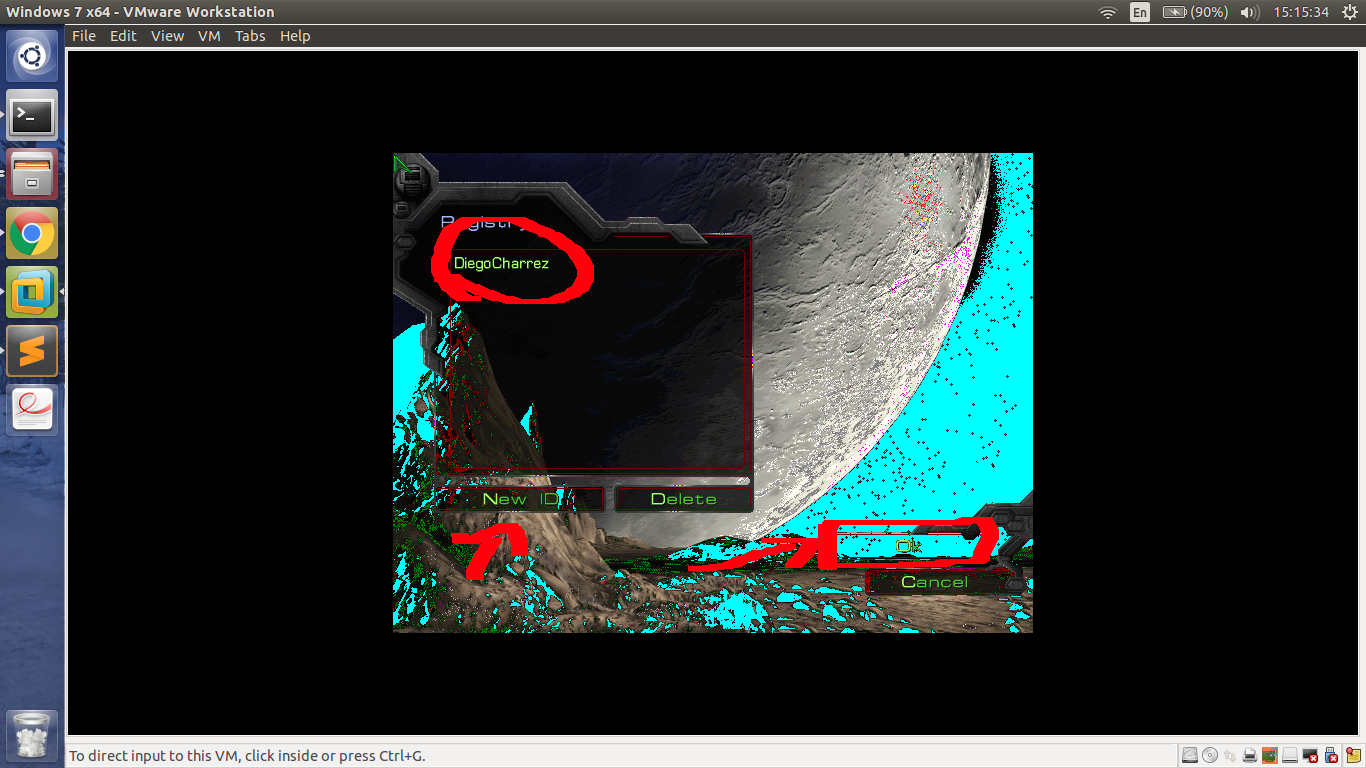 Windows 7 x64 - VMware Workstation
En
(90%)
15:15:34
File Edit View VM Tabs Help
Registry
DiegoCharrez
New ID
Delete
Ok
Cancel
To direct input to this VM, click inside or press Ctrl+G.